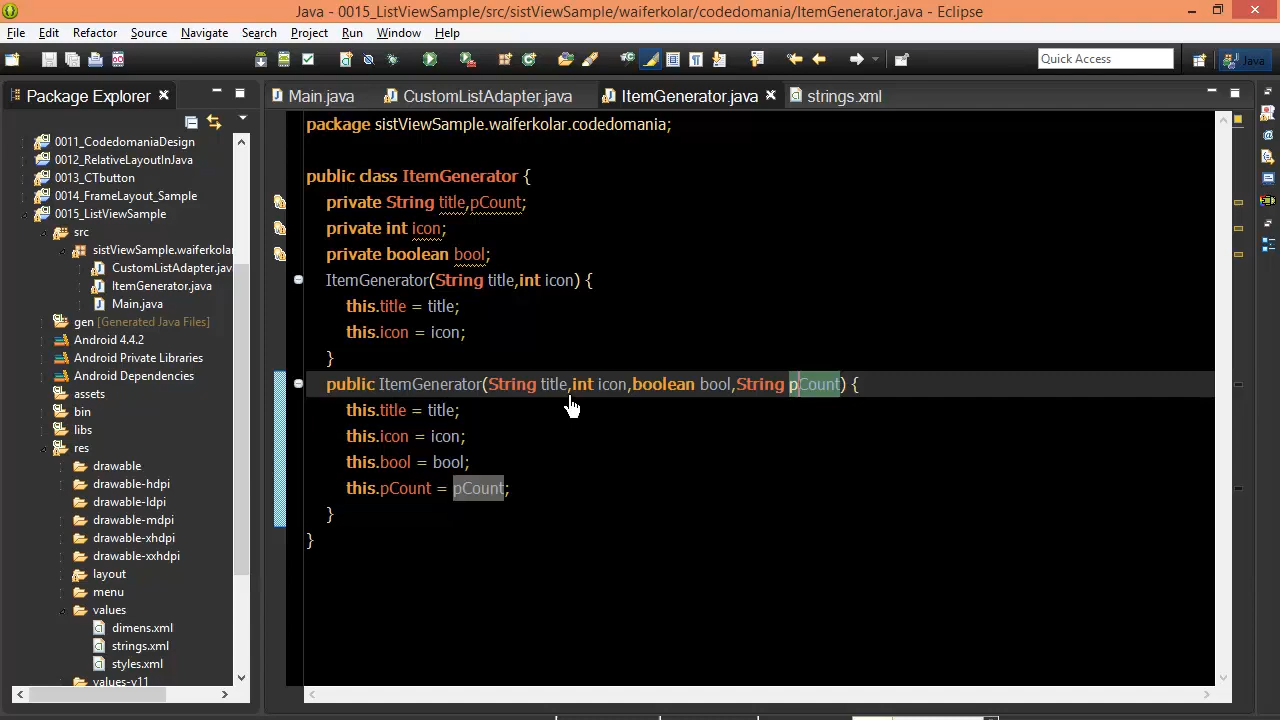 Java - 0015_ListViewSample/src/sistViewSample/waiferkolar/codedomania/ItemGenerator.java - Eclipse
File Edit Refactor Source Navigate Search Project Run Window Help
Quick Access
Java
Package Explorer
Main.java
CustomListAdapter.java
ItemGenerator.java
strings.xml
0011_CodedomaniaDesign
0012_RelativeLayoutInJava
0013_CTbutton
0014_FrameLayout_Sample
0015_ListViewSample
src
sistViewSample.waiferkolar
CustomListAdapter.jav
ItemGenerator.java
Main.java
gen [Generated Java Files]
Android 4.4.2
Android Private Libraries
Android Dependencies
assets
bin
libs
res
drawable
drawable-hdpi
drawable-ldpi
drawable-mdpi
drawable-xhdpi
drawable-xxhdpi
layout
menu
values
dimens.xml
strings.xml
styles.xml
values-v11
package sistViewSample.waiferkolar.codedomania;
public class ItemGenerator {
private String title,pCount;
private int icon;
private boolean bool;
ItemGenerator(String title,int icon) {
this.title = title;
this.icon = icon;
}
public ItemGenerator(String title,int icon,boolean bool,String pCount) {
this.title = title;
this.icon = icon;
this.bool = bool;
this.pCount = pCount;
}
}